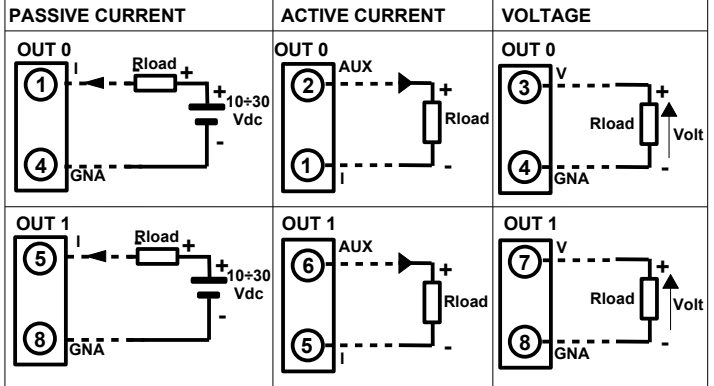 PASSIVE CURRENT
ACTIVE CURRENT
VOLTAGE
OUT 0
I
Rload
+
-
1
+
10÷30
Vdc
-
4
GNA
OUT 0
AUX
2
+
Rload
1
I
-
OUT 0
V
3
+
Rload
Volt
4
GNA
-
OUT 1
I
Rload
+
-
5
+
10÷30
Vdc
-
8
GNA
OUT 1
AUX
6
+
Rload
5
I
-
OUT 1
V
7
+
Rload
Volt
8
GNA
-